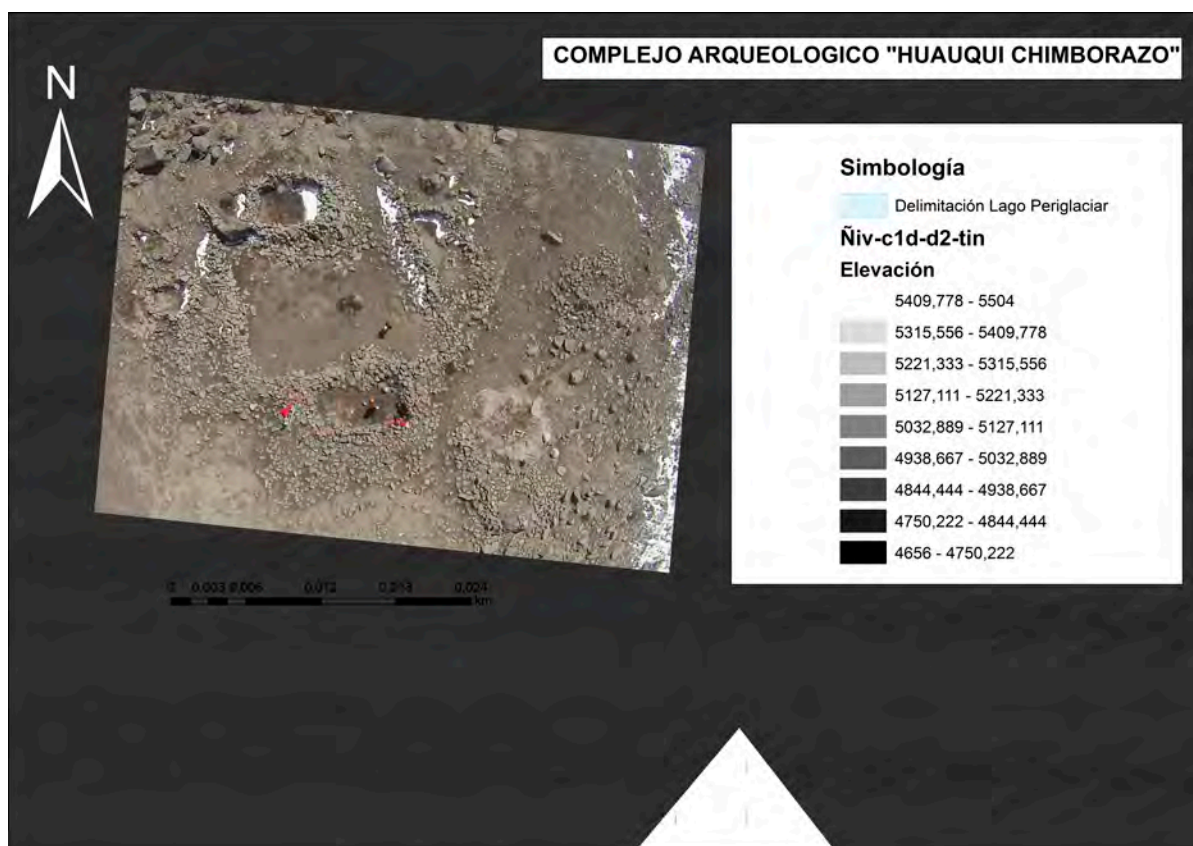 COMPLEJO ARQUEOLOGICO "HUAUQUI CHIMBORAZO"
N
Simbología
Delimitación Lago Periglaciar
Ñiv-c1d-d2-tin
Elevación
5409,778 - 5504
5315,556 - 5409,778
5221,333 - 5315,556
5127,111 - 5221,333
5032,889 - 5127,111
4938,667 - 5032,889
4844,444 - 4938,667
4750,222 - 4844,444
4656 - 4750,222
0 0,003 0,006 0,012 0,018 0,024
km